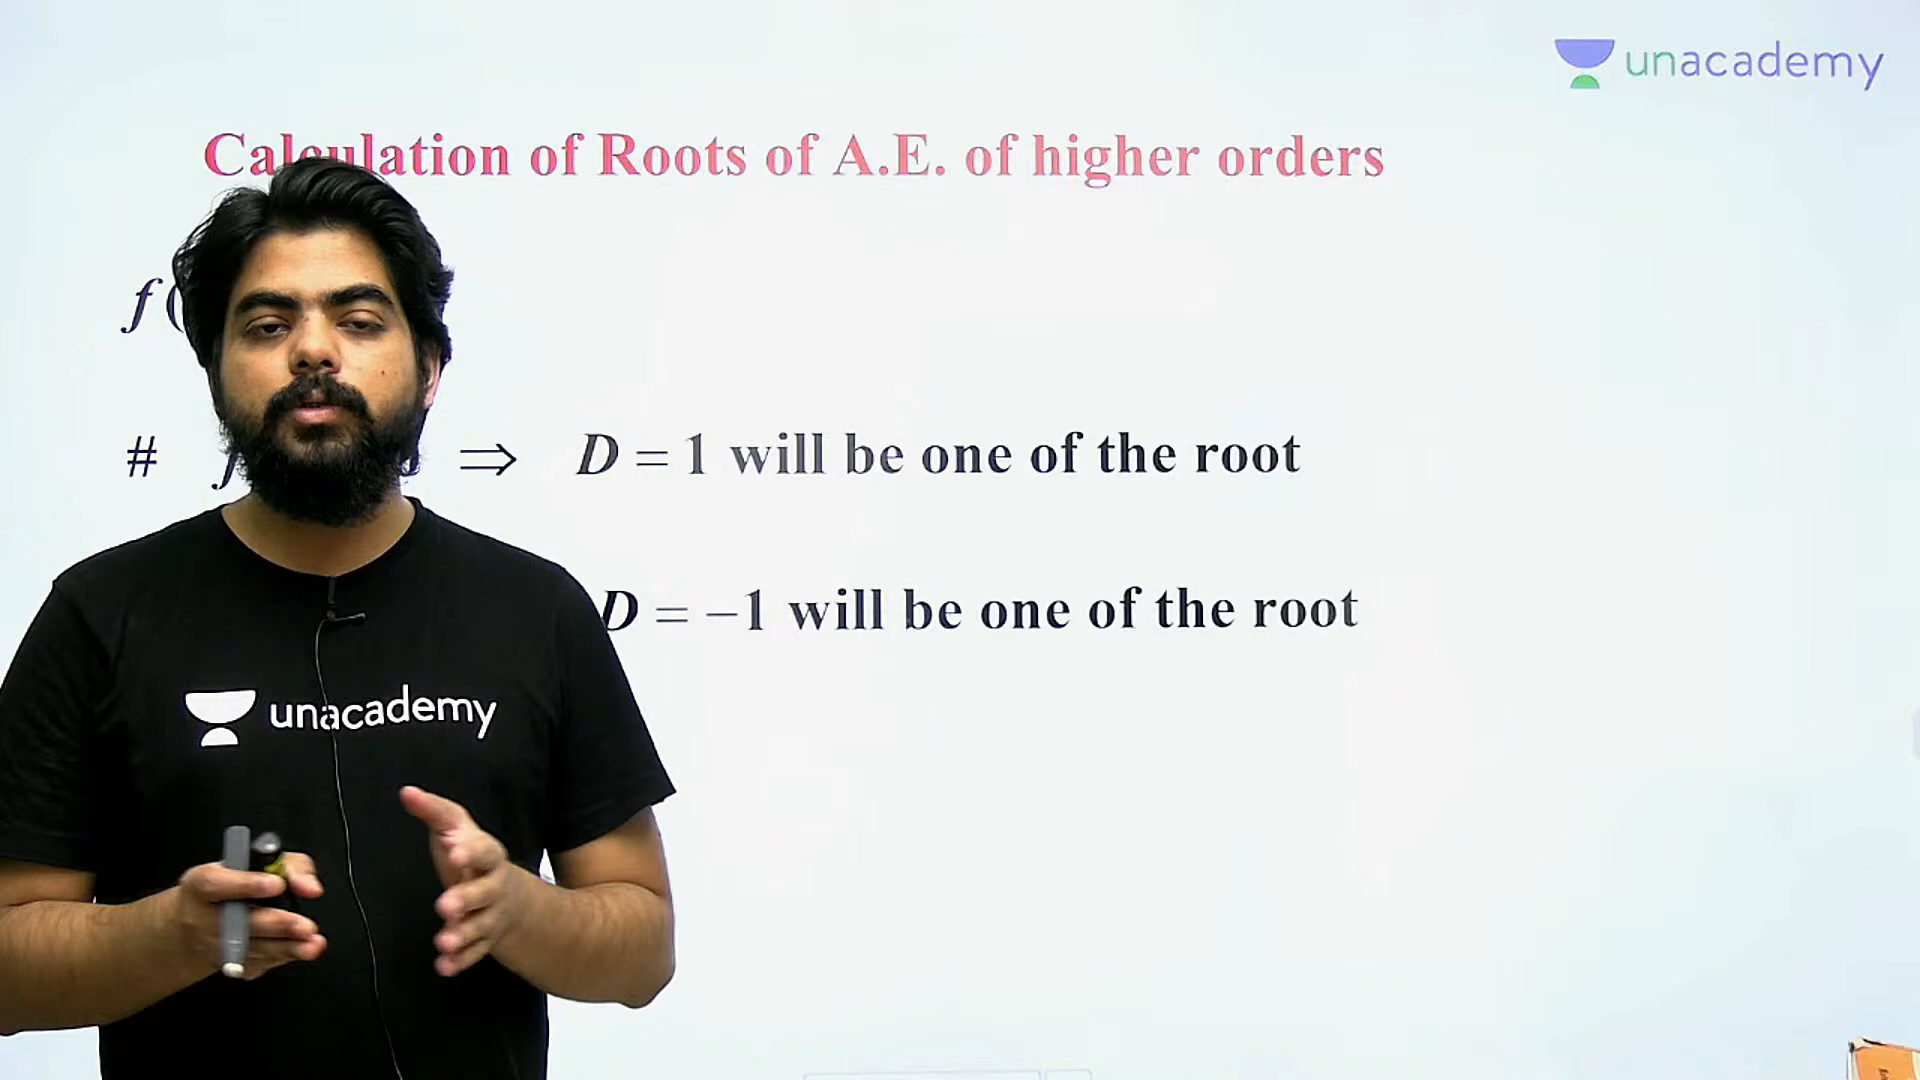 unacademy
Calculation of Roots of A.E. of higher orders
f(
# ⇒ D = 1 will be one of the root
D = −1 will be one of the root
unacademy